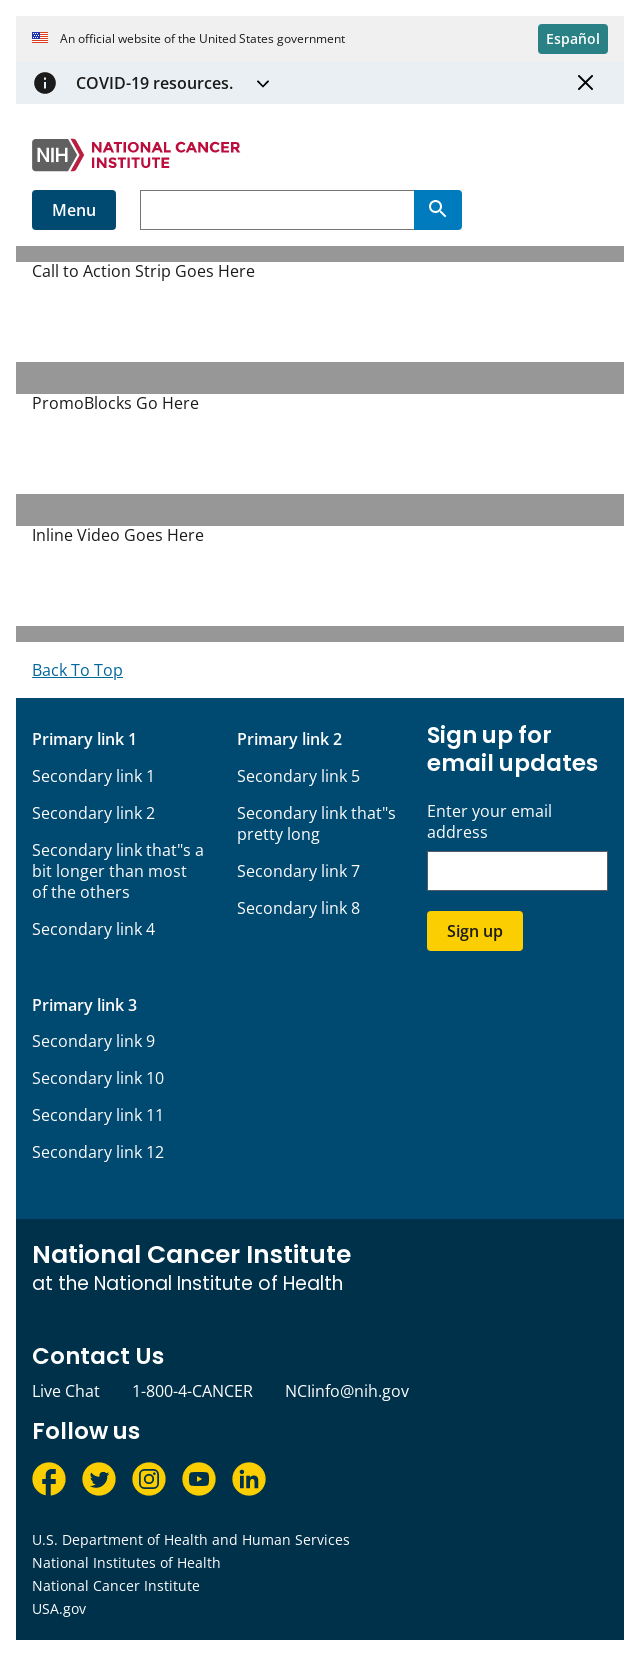 An official website of the United States government
Español
COVID-19 resources.
NIH NATIONAL CANCER
INSTITUTE
Menu
Call to Action Strip Goes Here
PromoBlocks Go Here
Inline Video Goes Here
Back To Top
Primary link 1
Secondary link 1
Secondary link 2
Secondary link that"s a
bit longer than most
of the others
Secondary link 4
Primary link 2
Secondary link 5
Secondary link that"s
pretty long
Secondary link 7
Secondary link 8
Primary link 3
Secondary link 9
Secondary link 10
Secondary link 11
Secondary link 12
Sign up for
email updates
Enter your email
address
Sign up
National Cancer Institute
at the National Institute of Health
Contact Us
Live Chat 1-800-4-CANCER NCIinfo@nih.gov
Follow us
U.S. Department of Health and Human Services
National Institutes of Health
National Cancer Institute
USA.gov